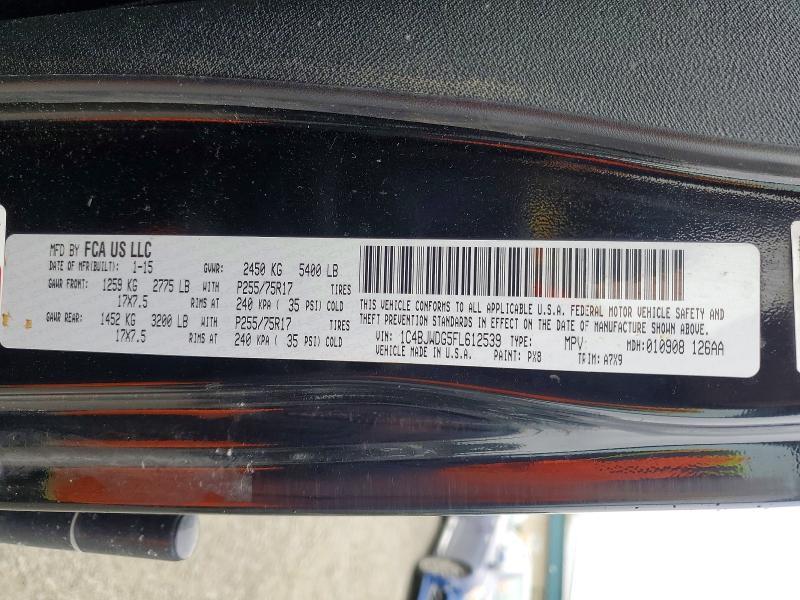 MFD BY FCA US LLC
DATE OF MFR(BUILT): 1-15 GVWR: 2450 KG 5400 LB
GAWR FRONT: 1259 KG 2775 LB WITH P255/75R17 TIRES
17X7.5 RIMS AT 240 KPA ( 35 PSI) COLD
GAWR REAR: 1452 KG 3200 LB WITH P255/75R17 TIRES
17X7.5 RIMS AT 240 KPA ( 35 PSI) COLD
THIS VEHICLE CONFORMS TO ALL APPLICABLE U.S.A. FEDERAL MOTOR VEHICLE SAFETY AND
THEFT PREVENTION STANDARDS IN EFFECT ON THE DATE OF MANUFACTURE SHOWN ABOVE.
VIN: 1C4BJWDG5FL612539 TYPE: MPV MDH:010908 126AA
VEHICLE MADE IN U.S.A. PAINT: PX8 TRIM: A7X9